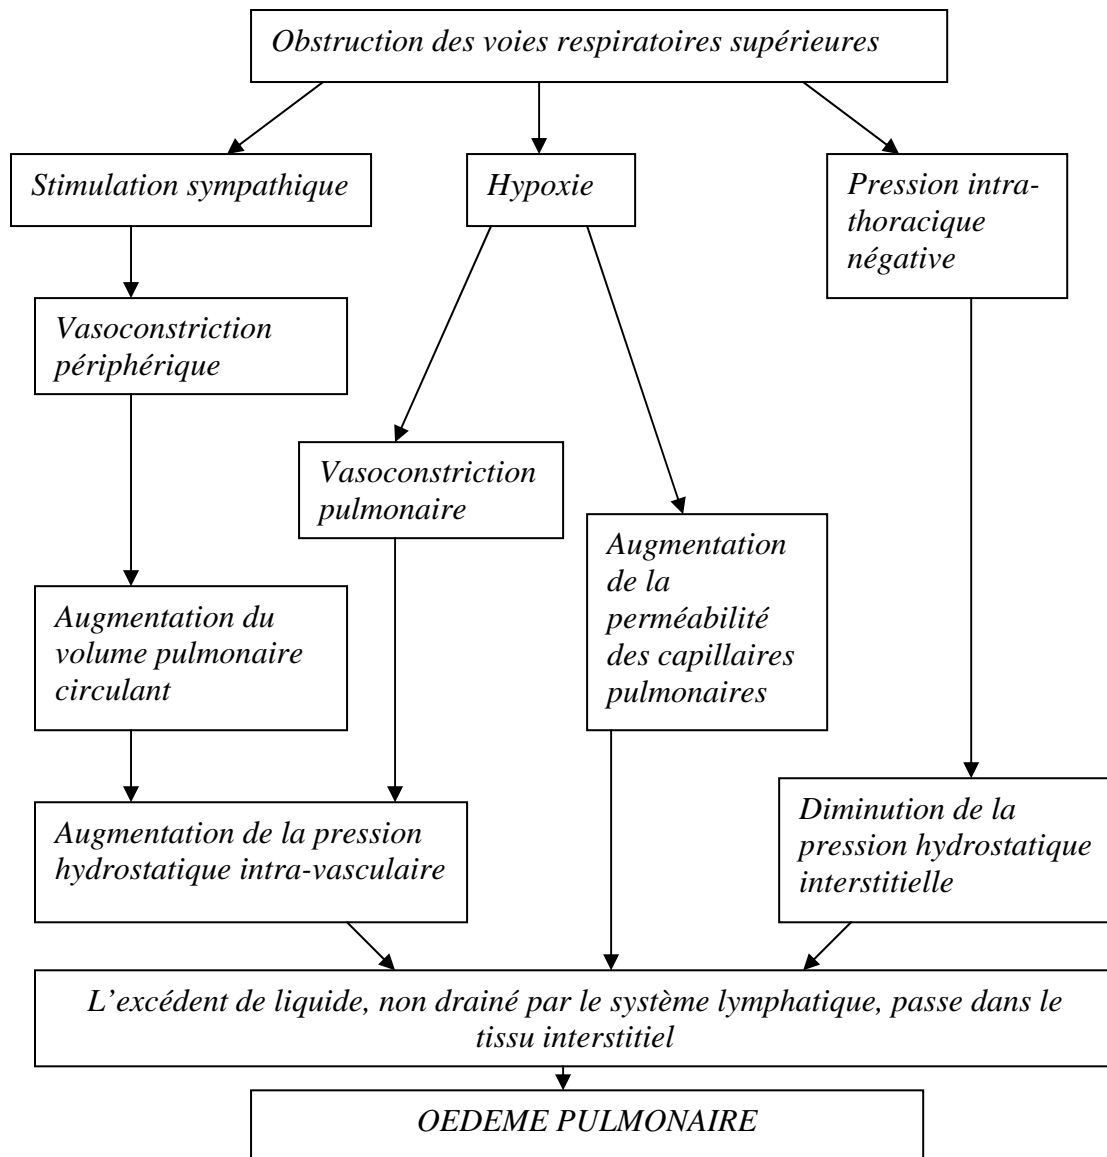 Obstruction des voies respiratoires supérieures
Stimulation sympathique
Hypoxie
Pression intra-
thoracique
négative
Vasoconstriction
périphérique
Vasoconstriction
pulmonaire
Augmentation
de la
perméabilité
des capillaires
pulmonaires
Augmentation du
volume pulmonaire
circulant
Augmentation de la pression
hydrostatique intra-vasculaire
Diminution de la
pression hydrostatique
interstitielle
L’excédent de liquide, non drainé par le système lymphatique, passe dans le
tissu interstitiel
OEDEME PULMONAIRE